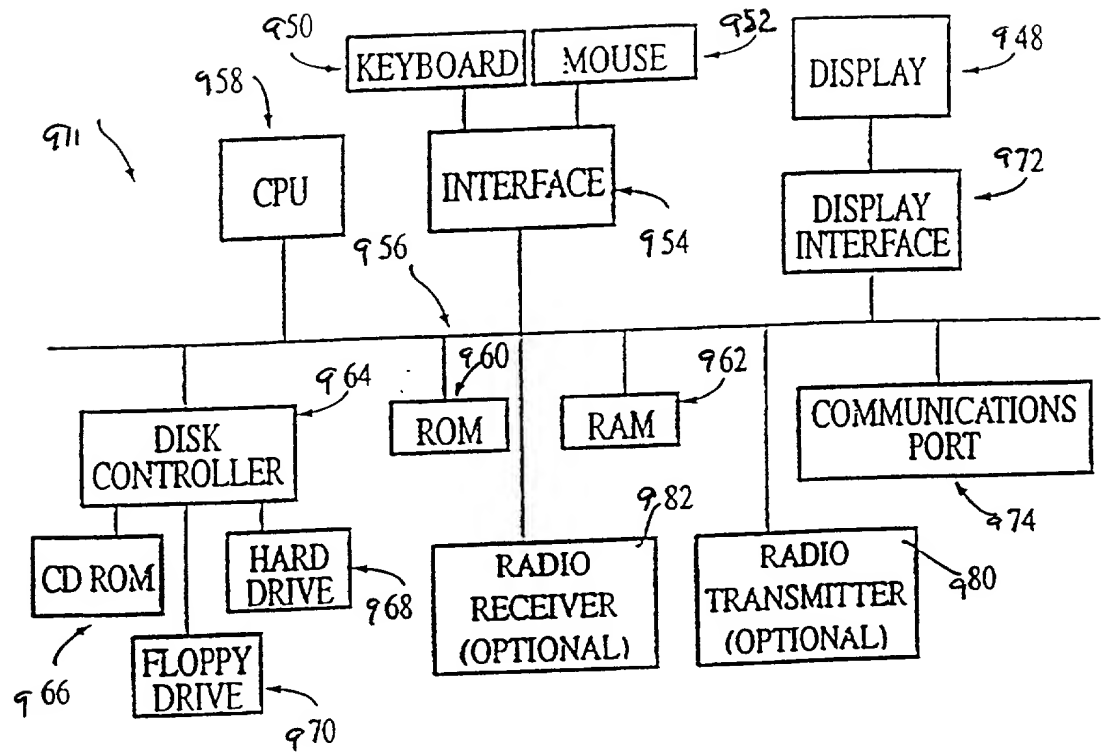 950
KEYBOARD
MOUSE
952
DISPLAY
948
958
911
CPU
INTERFACE
954
972
DISPLAY
INTERFACE
956
964
DISK
CONTROLLER
960
ROM
962
RAM
COMMUNICATIONS
PORT
974
CD ROM
966
HARD
DRIVE
968
FLOPPY
DRIVE
970
982
RADIO
RECEIVER
(OPTIONAL)
RADIO
TRANSMITTER
(OPTIONAL)
980